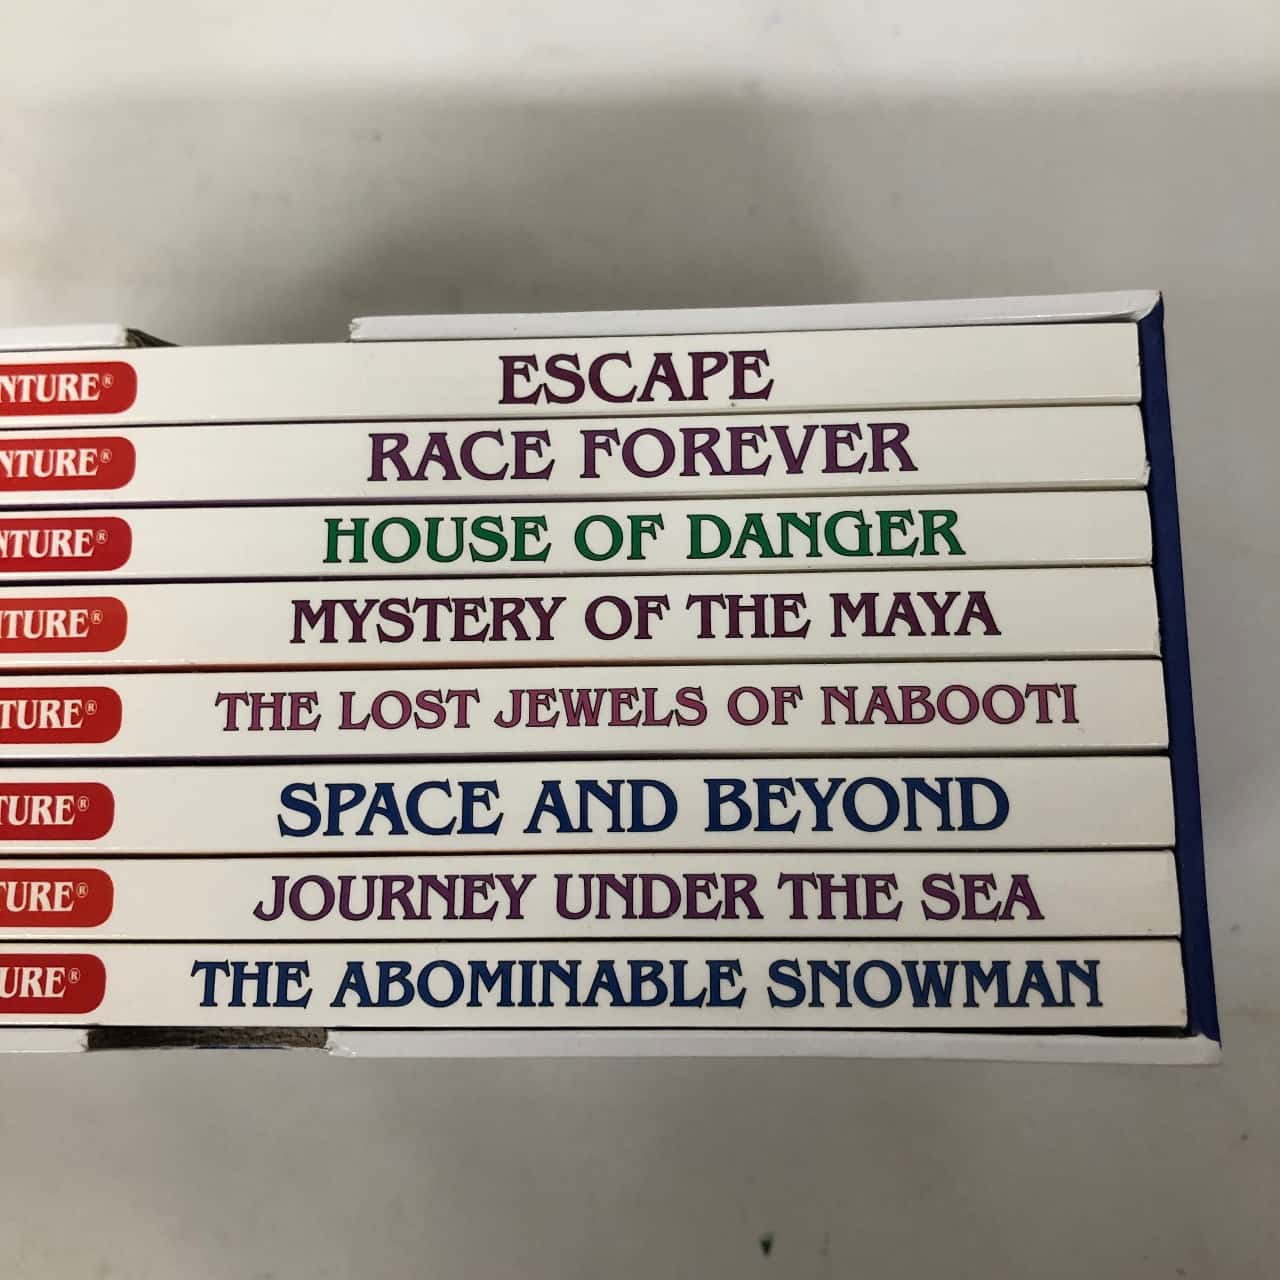 NTURE® ESCAPE
NTURE® RACE FOREVER
NTURE® HOUSE OF DANGER
TURE® MYSTERY OF THE MAYA
TURE® THE LOST JEWELS OF NABOOTI
TURE® SPACE AND BEYOND
TURE® JOURNEY UNDER THE SEA
URE® THE ABOMINABLE SNOWMAN